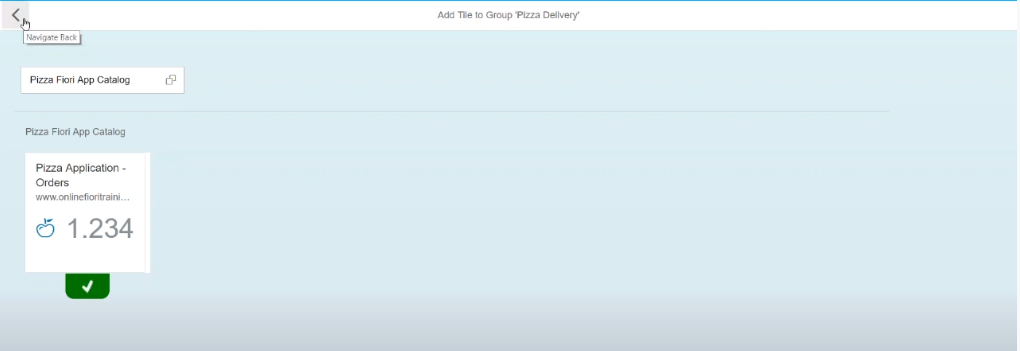 Add Tile to Group 'Pizza Delivery'
Navigate Back
Pizza Fiori App Catalog
Pizza Fiori App Catalog
Pizza Application -
Orders
www.onlinefioritraini...
1.234